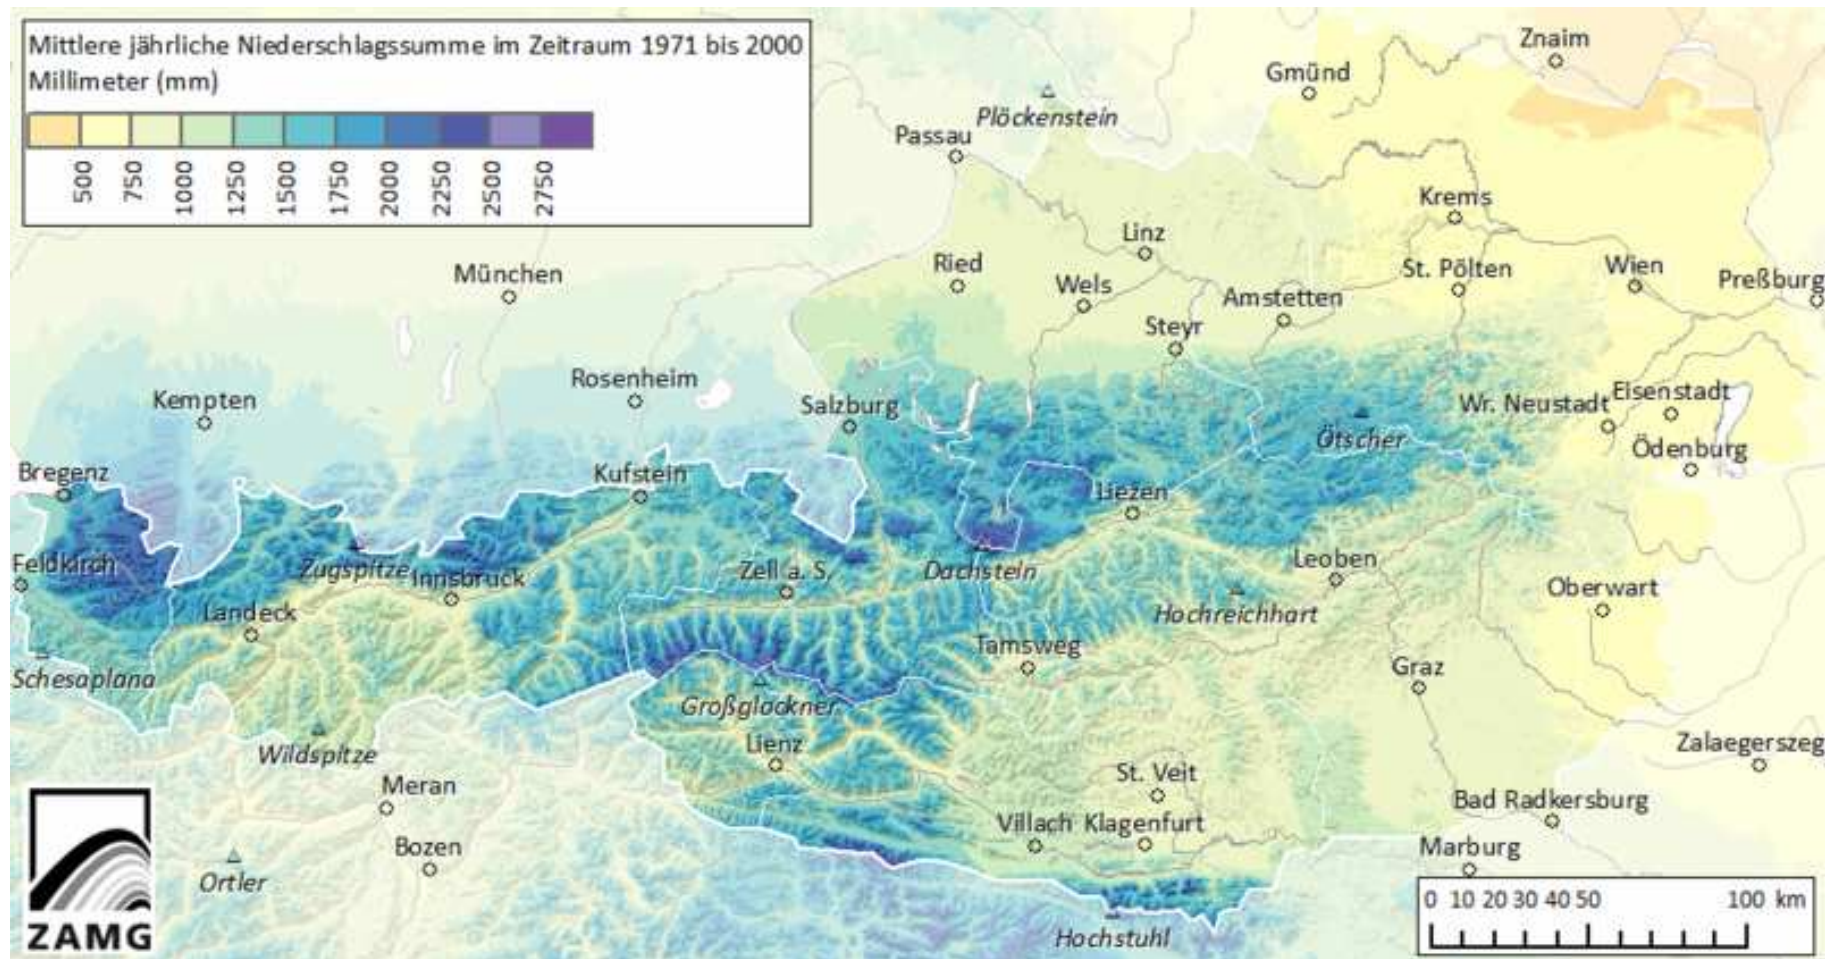 Mittlere jährliche Niederschlagssumme im Zeitraum 1971 bis 2000
Millimeter (mm)
500 750 1000 1250 1500 1750 2000 2250 2500 2750
Znaim
Gmünd
Plöckenstein
Passau
Krems
Linz
Ried
St. Pölten
Wien
Preßburg
München
Wels
Amstetten
Steyr
Rosenheim
Kempten
Salzburg
Wr. Neustadt
Eisenstadt
Ötscher
Ödenburg
Bregenz
Kufstein
Liezen
Feldkirch
Zugspitze
Innsbruck
Zell a. S.
Dachstein
Leoben
Oberwart
Landeck
Hochreichhart
Tamsweg
Graz
Schesaplana
Großglockner
Wildspitze
Lienz
Zalaegerszeg
Meran
St. Veit
Bad Radkersburg
Villach
Klagenfurt
Bozen
Marburg
Ortler
Hochstuhl
ZAMG
0 10 20 30 40 50 100 km